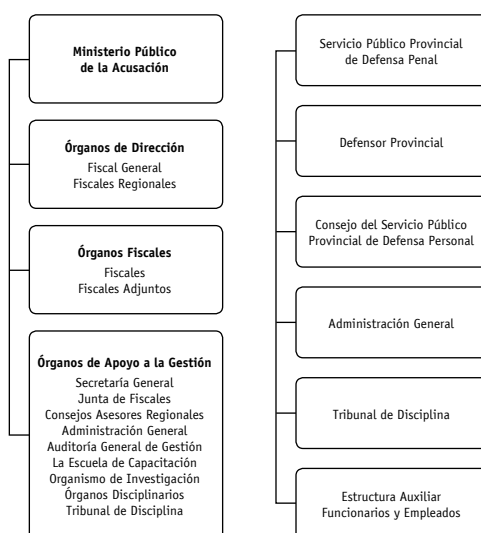 Ministerio Público
de la Acusación
Órganos de Dirección
Fiscal General
Fiscales Regionales
Órganos Fiscales
Fiscales
Fiscales Adjuntos
Órganos de Apoyo a la Gestión
Secretaría General
Junta de Fiscales
Consejos Asesores Regionales
Administración General
Auditoría General de Gestión
La Escuela de Capacitación
Organismo de Investigación
Órganos Disciplinarios
Tribunal de Disciplina
Servicio Público Provincial
de Defensa Penal
Defensor Provincial
Consejo del Servicio Público
Provincial de Defensa Personal
Administración General
Tribunal de Disciplina
Estructura Auxiliar
Funcionarios y Empleados